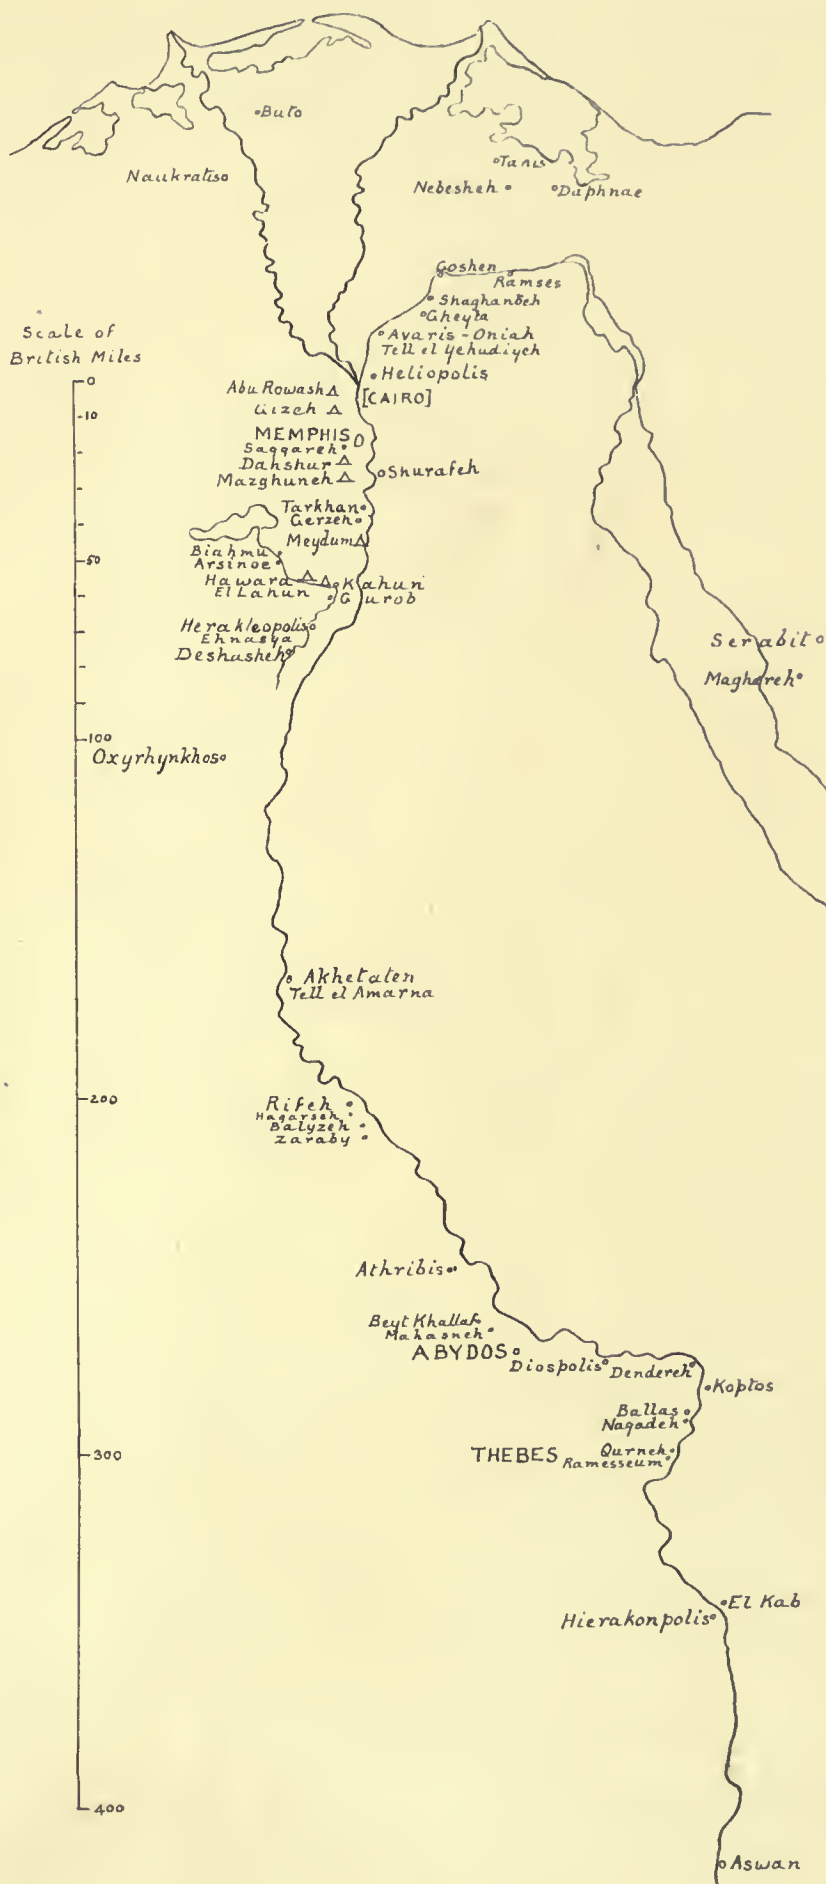 Buto
Tanis
Naukratis
Nebesheh
Daphnae
Goshen
Ramses
Shaghanbeh
Gheyta
Scale of
British Miles
Avaris-Oniah
Tell el Yehudiyeh
Heliopolis
0
Abu Rowash
[CAIRO]
Gizeh
10
MEMPHIS
Saqqareh
Dahshur
Shurafeh
Mazghuneh
Tarkhan
Gerzeh
Meydum
Biahmu
50
Arsinoe
Hawara
Kahun
El Lahun
Gurob
Herakleopolis
Ehnasya
Deshasheh
Serabit
Maghareh
100
Oxyrhynkhos
Akhetaten
Tell el Amarna
200
Rifeh
Hagarseh
Balyzeh
Zaraby
Athribis
Beyt Khallaf
Mahasneh
ABYDOS
Diospolis
Dendereh
Koptos
Ballas
Naqadeh
300
THEBES
Qurneh
Ramesseum
El Kab
Hierakonpolis
400
Aswan